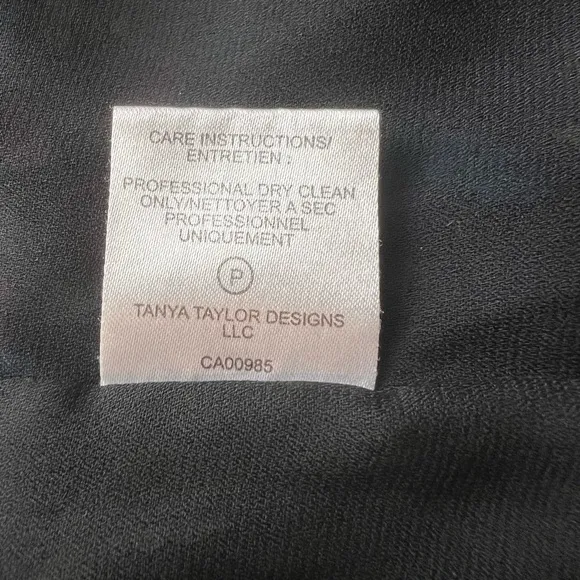 CARE INSTRUCTIONS/
ENTRETIEN :
PROFESSIONAL DRY CLEAN
ONLY/NETTOYER A SEC
PROFESSIONNEL
UNIQUEMENT
P
TANYA TAYLOR DESIGNS
LLC
CA00985